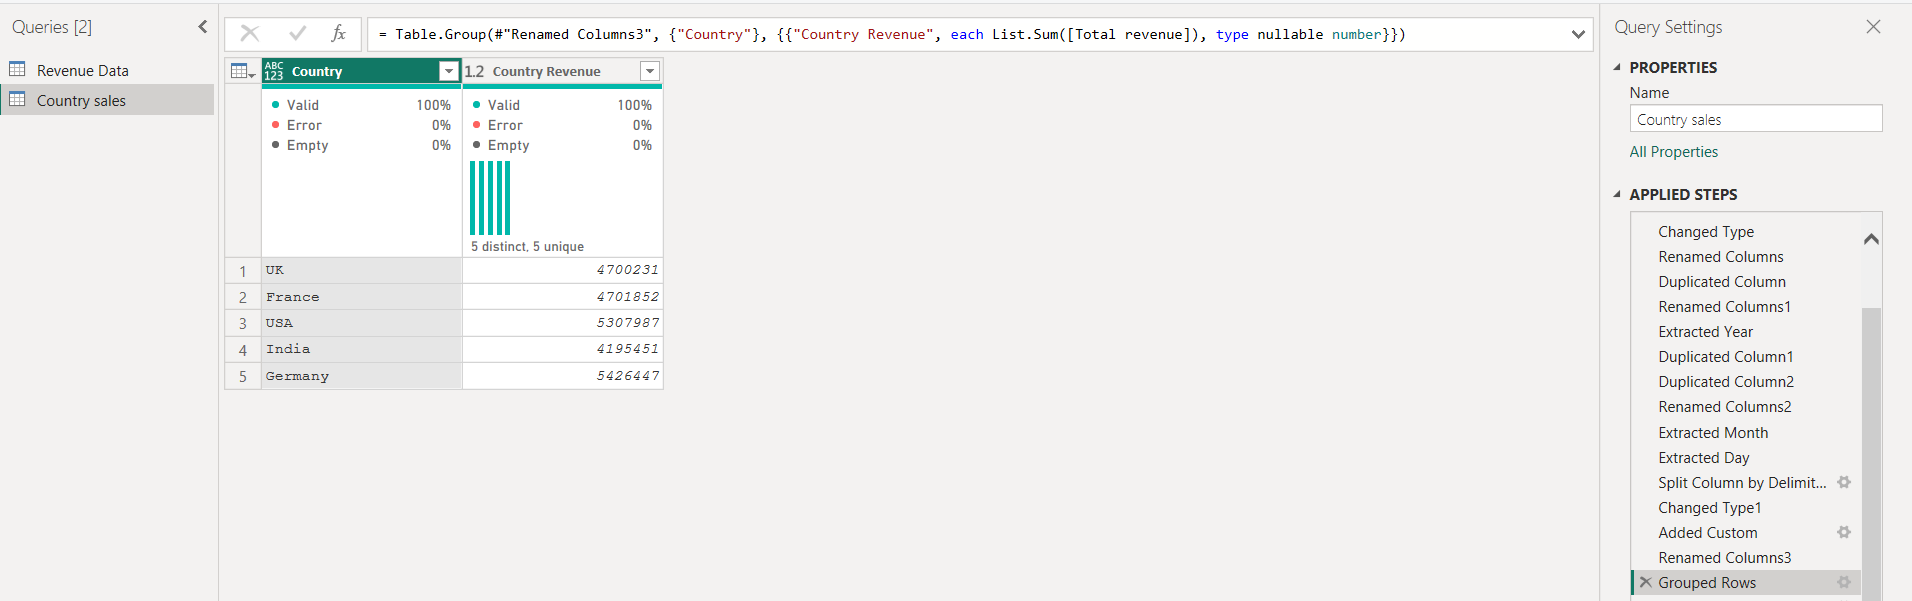 Queries [2]
Revenue Data
Country sales
fx
= Table.Group(#"Renamed Columns3", {"Country"}, {{"Country Revenue", each List.Sum([Total revenue]), type nullable number}})
ABC 123 Country
1.2 Country Revenue
Valid 100%
Error 0%
Empty 0%
Valid 100%
Error 0%
Empty 0%
5 distinct, 5 unique
1 UK 4700231
2 France 4701852
3 USA 5307987
4 India 4195451
5 Germany 5426447
Query Settings
PROPERTIES
Name
Country sales
All Properties
APPLIED STEPS
Changed Type
Renamed Columns
Duplicated Column
Renamed Columns1
Extracted Year
Duplicated Column1
Duplicated Column2
Renamed Columns2
Extracted Month
Extracted Day
Split Column by Delimit...
Changed Type1
Added Custom
Renamed Columns3
Grouped Rows